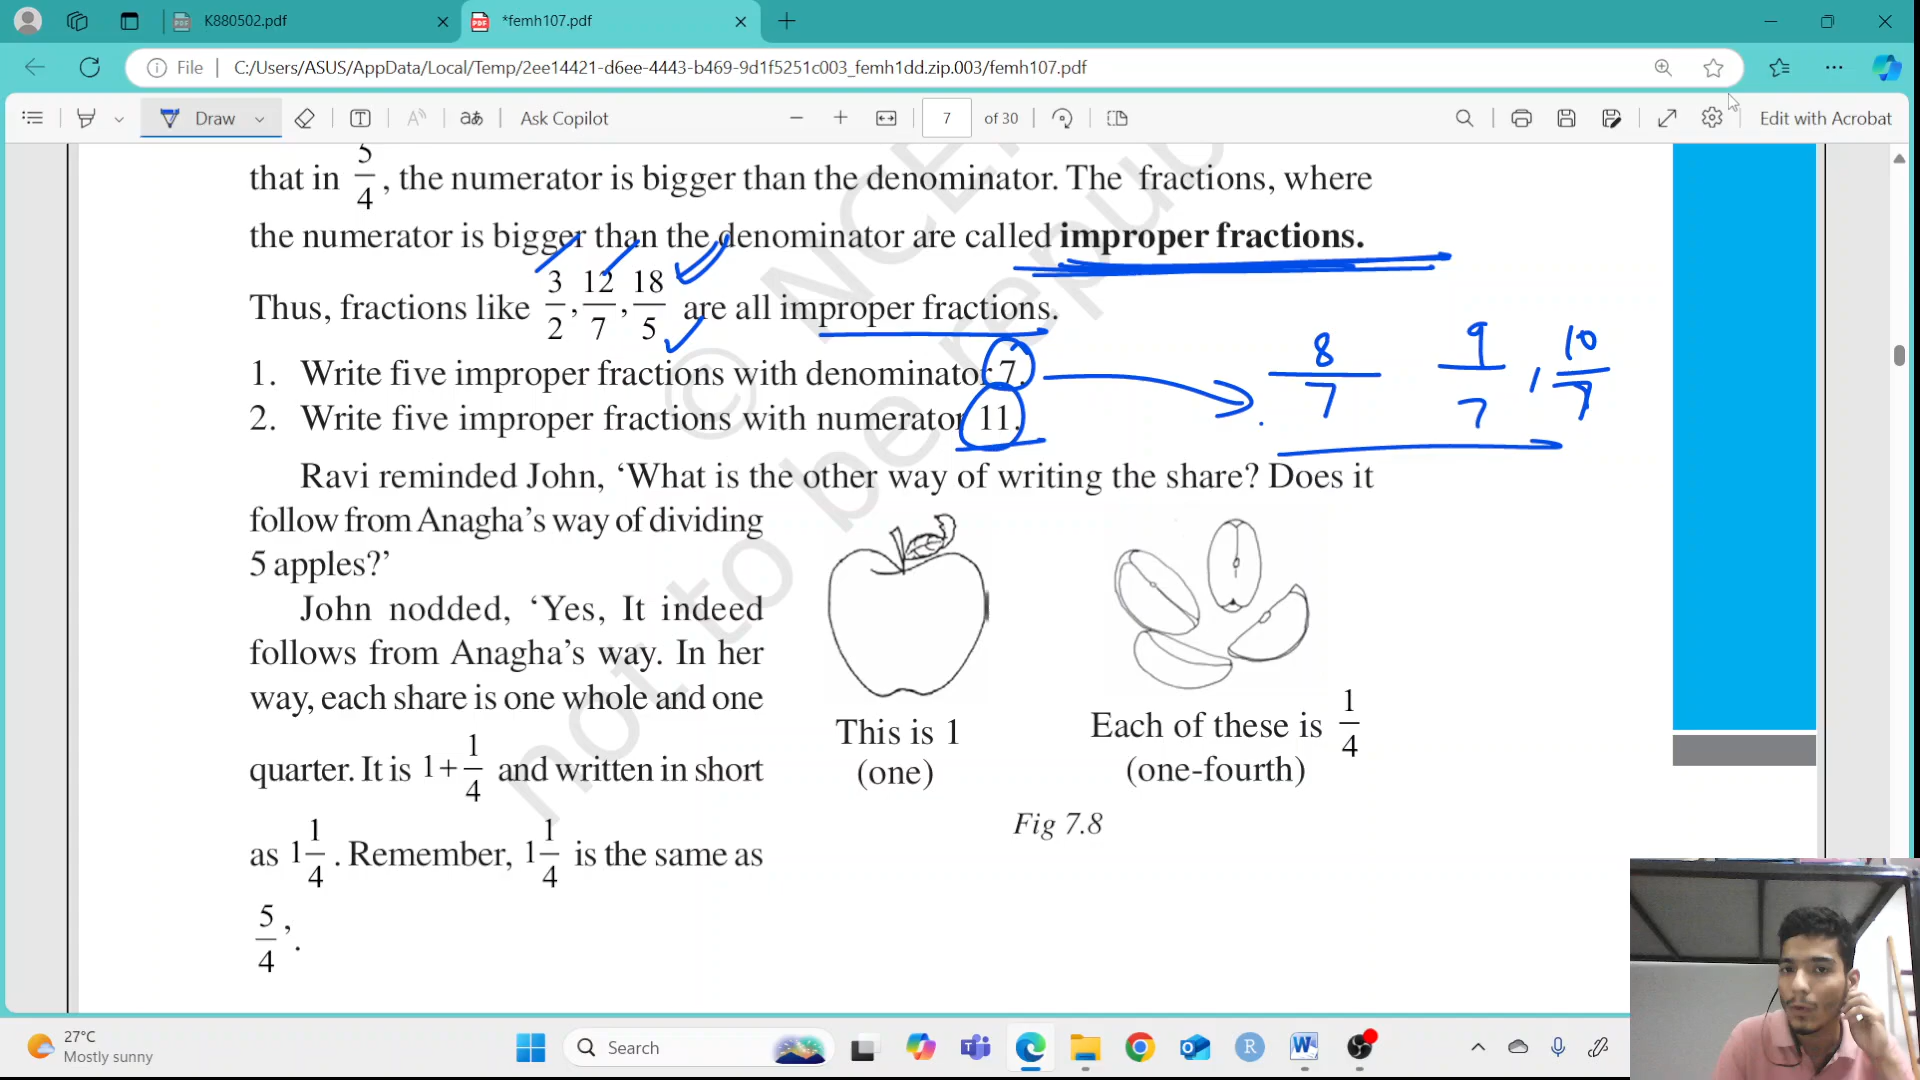 K880502.pdf
*femh107.pdf
File
C:/Users/ASUS/AppData/Local/Temp/2ee14421-d6ee-4443-b469-9d1f5251c003_femh1dd.zip.003/femh107.pdf
Draw
Ask Copilot
7 of 30
Edit with Acrobat
that in 5/4, the numerator is bigger than the denominator. The fractions, where
the numerator is bigger than the denominator are called improper fractions.
Thus, fractions like 3/2, 12/7, 18/5 are all improper fractions.
1. Write five improper fractions with denominator 7.
2. Write five improper fractions with numerator 11.
8/7 9/7, 10/7
Ravi reminded John, ‘What is the other way of writing the share? Does it
follow from Anagha’s way of dividing
5 apples?’
John nodded, ‘Yes, It indeed
follows from Anagha’s way. In her
way, each share is one whole and one
quarter. It is 1+1/4 and written in short
as 1 1/4. Remember, 1 1/4 is the same as
5/4’.
This is 1
(one)
Each of these is 1/4
(one-fourth)
Fig 7.8
© NCE
not to be repu
27°C
Mostly sunny
Search